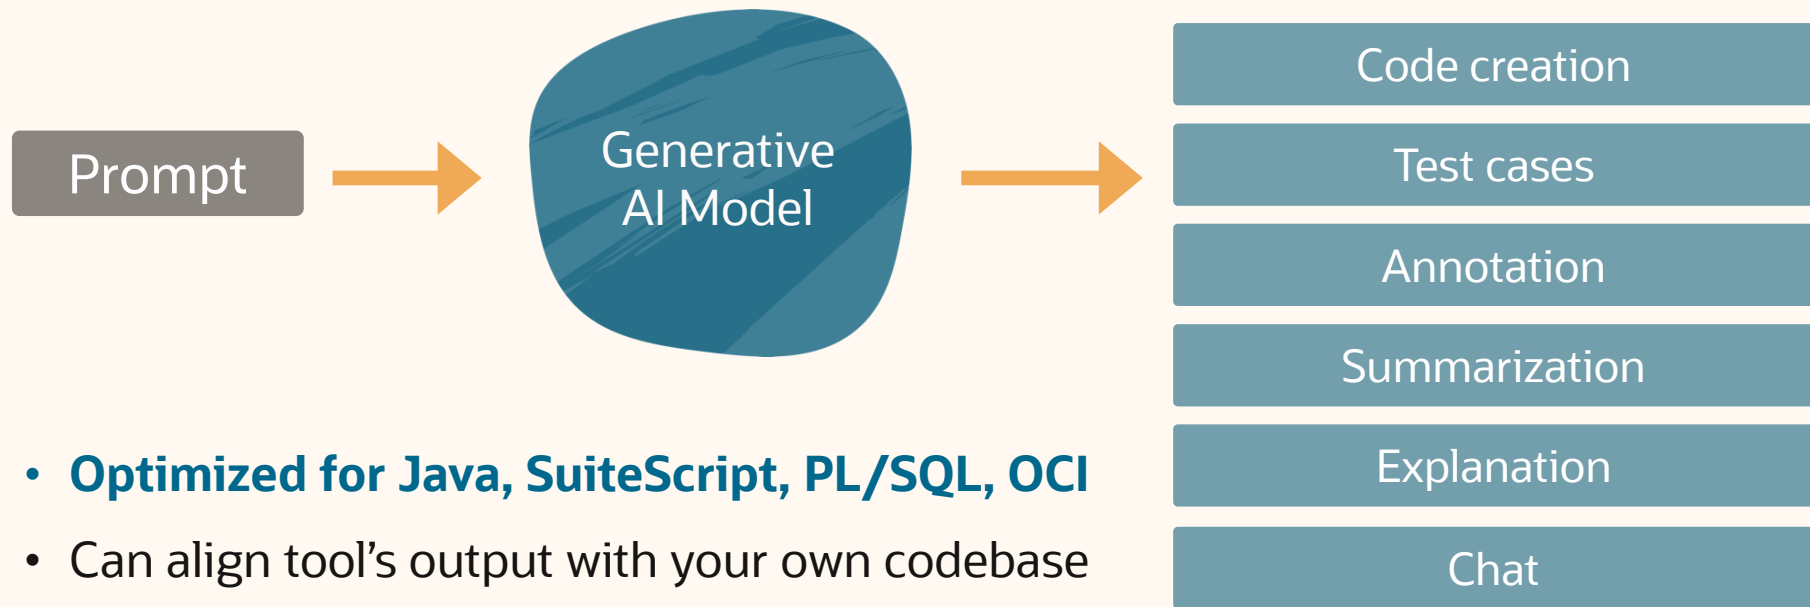 Prompt
Generative
AI Model
Code creation
Test cases
Annotation
Summarization
Explanation
Chat
• Optimized for Java, SuiteScript, PL/SQL, OCI
• Can align tool’s output with your own codebase